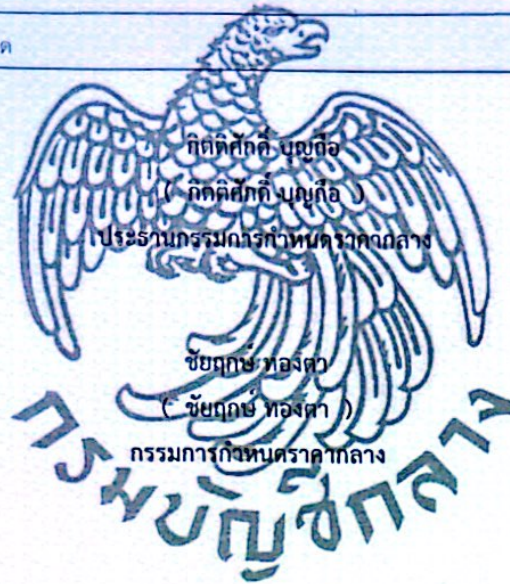 ด
กิตติศักดิ์ บุญถือ
( กิตติศักดิ์ บุญถือ )
ประธานกรรมการกำหนดราคากลาง
ชัยฤกษ์ ทองตา
( ชัยฤกษ์ ทองตา )
กรรมการกำหนดราคากลาง
กรมบัญชีกลาง